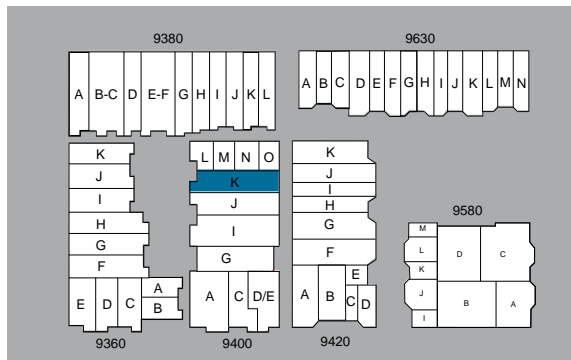 9380
A B-C D E-F G H I J K L
9630
A B C D E F G H I J K L M N
K
J
I
H
G
F
E D C A
B
9360
L M N O
K
J
I
G
A C D/E
9400
K
J
I
H
G
F
A B E
C D
9420
9580
M
L
K
J
I
D C
B A